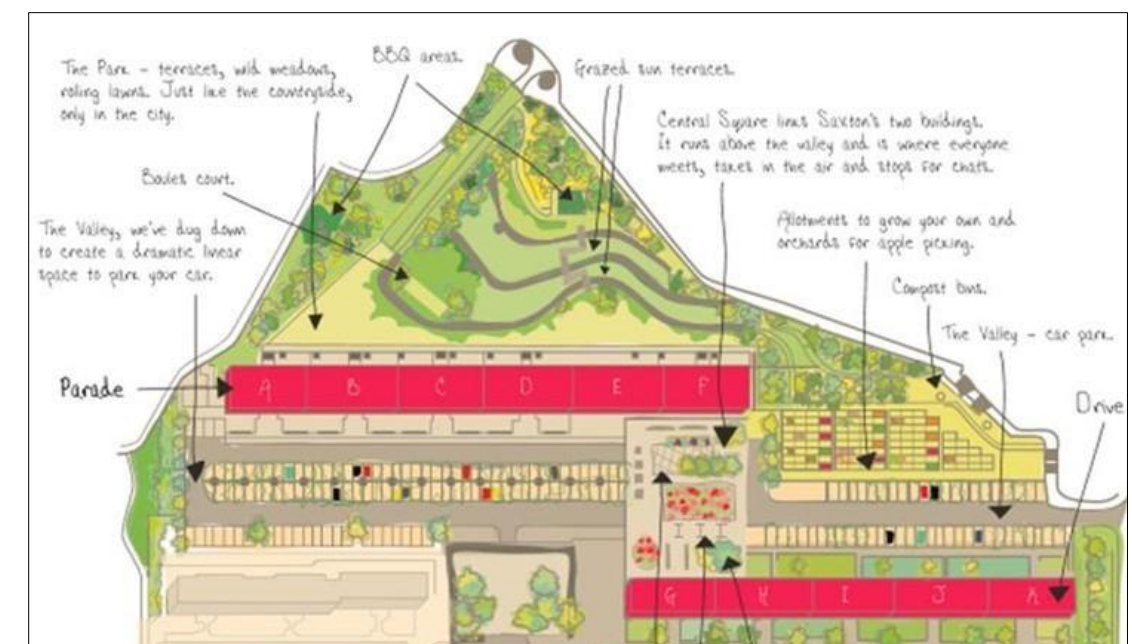 The Park - terraces, wild meadows,
roling lawns. Just like the countryside,
only in the city.
BBQ areas.
Grazed sun terraces.
Central Square links Saxton's two buildings.
It runs above the valley and is where everyone
meets, takes in the air and stops for chats.
Boules court.
The Valley, we've dug down
to create a dramatic linear
space to park your car.
Allotments to grow your own and
orchards for apple picking.
Compost bins.
The Valley - car park.
Parade
A B C D E F
Drive
G H I J K